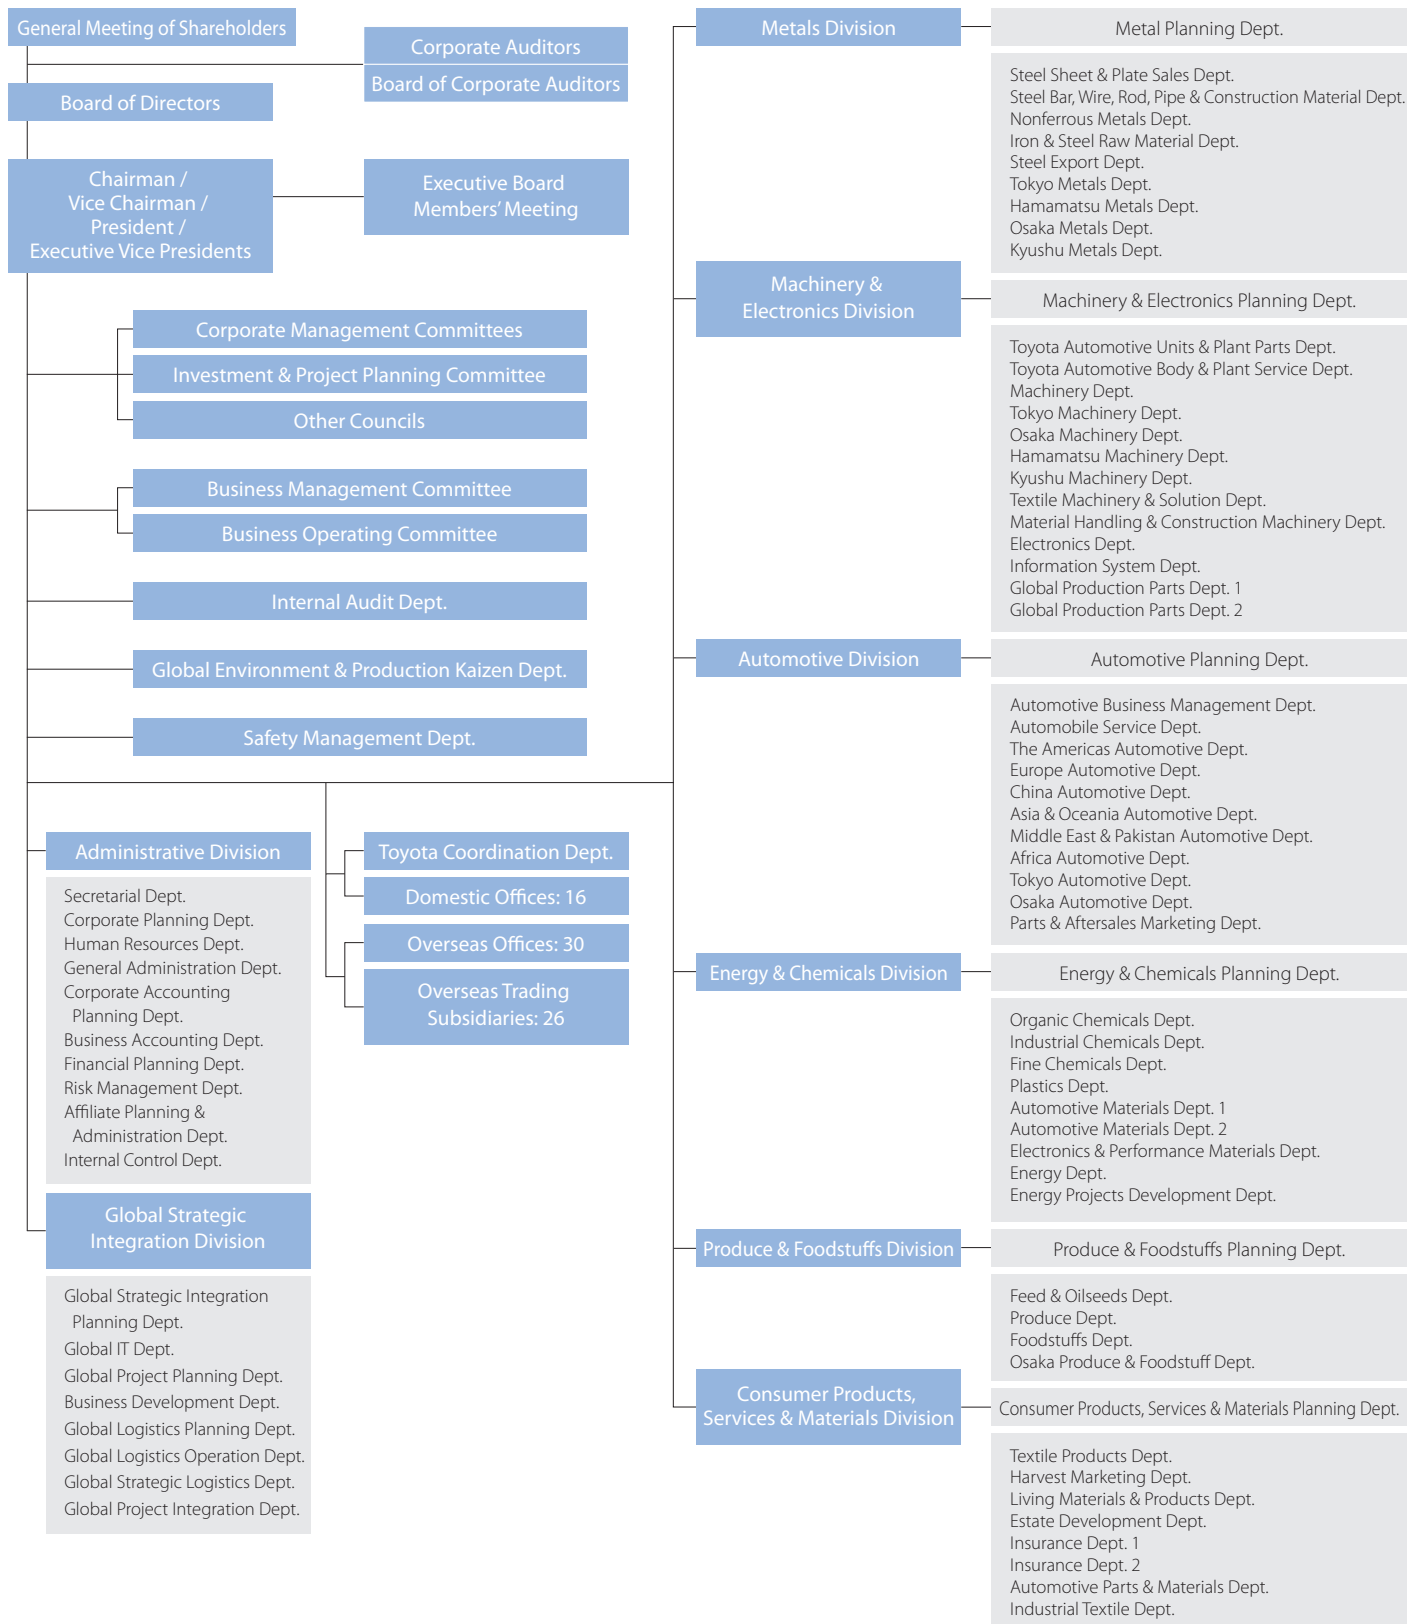 General Meeting of Shareholders
Corporate Auditors
Board of Corporate Auditors
Board of Directors
Chairman /
Vice Chairman /
President /
Executive Vice Presidents
Executive Board
Members’ Meeting
Corporate Management Committees
Investment & Project Planning Committee
Other Councils
Business Management Committee
Business Operating Committee
Internal Audit Dept.
Global Environment & Production Kaizen Dept.
Safety Management Dept.
Administrative Division
Secretarial Dept.
Corporate Planning Dept.
Human Resources Dept.
General Administration Dept.
Corporate Accounting
Planning Dept.
Business Accounting Dept.
Financial Planning Dept.
Risk Management Dept.
Affiliate Planning &
Administration Dept.
Internal Control Dept.
Global Strategic
Integration Division
Global Strategic Integration
Planning Dept.
Global IT Dept.
Global Project Planning Dept.
Business Development Dept.
Global Logistics Planning Dept.
Global Logistics Operation Dept.
Global Strategic Logistics Dept.
Global Project Integration Dept.
Toyota Coordination Dept.
Domestic Offices: 16
Overseas Offices: 30
Overseas Trading
Subsidiaries: 26
Metals Division
Metal Planning Dept.
Steel Sheet & Plate Sales Dept.
Steel Bar, Wire, Rod, Pipe & Construction Material Dept.
Nonferrous Metals Dept.
Iron & Steel Raw Material Dept.
Steel Export Dept.
Tokyo Metals Dept.
Hamamatsu Metals Dept.
Osaka Metals Dept.
Kyushu Metals Dept.
Machinery &
Electronics Division
Machinery & Electronics Planning Dept.
Toyota Automotive Units & Plant Parts Dept.
Toyota Automotive Body & Plant Service Dept.
Machinery Dept.
Tokyo Machinery Dept.
Osaka Machinery Dept.
Hamamatsu Machinery Dept.
Kyushu Machinery Dept.
Textile Machinery & Solution Dept.
Material Handling & Construction Machinery Dept.
Electronics Dept.
Information System Dept.
Global Production Parts Dept. 1
Global Production Parts Dept. 2
Automotive Division
Automotive Planning Dept.
Automotive Business Management Dept.
Automobile Service Dept.
The Americas Automotive Dept.
Europe Automotive Dept.
China Automotive Dept.
Asia & Oceania Automotive Dept.
Middle East & Pakistan Automotive Dept.
Africa Automotive Dept.
Tokyo Automotive Dept.
Osaka Automotive Dept.
Parts & Aftersales Marketing Dept.
Energy & Chemicals Division
Energy & Chemicals Planning Dept.
Organic Chemicals Dept.
Industrial Chemicals Dept.
Fine Chemicals Dept.
Plastics Dept.
Automotive Materials Dept. 1
Automotive Materials Dept. 2
Electronics & Performance Materials Dept.
Energy Dept.
Energy Projects Development Dept.
Produce & Foodstuffs Division
Produce & Foodstuffs Planning Dept.
Feed & Oilseeds Dept.
Produce Dept.
Foodstuffs Dept.
Osaka Produce & Foodstuff Dept.
Consumer Products,
Services & Materials Division
Consumer Products, Services & Materials Planning Dept.
Textile Products Dept.
Harvest Marketing Dept.
Living Materials & Products Dept.
Estate Development Dept.
Insurance Dept. 1
Insurance Dept. 2
Automotive Parts & Materials Dept.
Industrial Textile Dept.